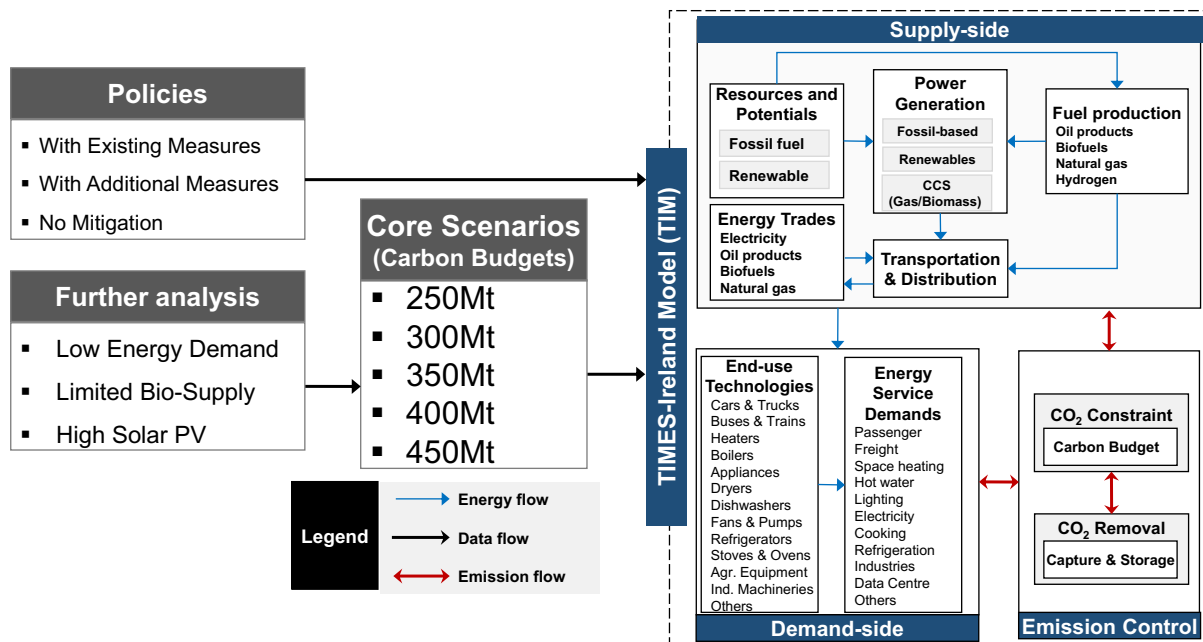 Policies
▪ With Existing Measures
▪ With Additional Measures
▪ No Mitigation
Further analysis
▪ Low Energy Demand
▪ Limited Bio-Supply
▪ High Solar PV
Core Scenarios
(Carbon Budgets)
▪ 250Mt
▪ 300Mt
▪ 350Mt
▪ 400Mt
▪ 450Mt
Legend
Energy flow
Data flow
Emission flow
TIMES-Ireland Model (TIM)
Supply-side
Resources and
Potentials
Fossil fuel
Renewable
Power
Generation
Fossil-based
Renewables
CCS
(Gas/Biomass)
Fuel production
Oil products
Biofuels
Natural gas
Hydrogen
Energy Trades
Electricity
Oil products
Biofuels
Natural gas
Transportation
& Distribution
End-use
Technologies
Cars & Trucks
Buses & Trains
Heaters
Boilers
Appliances
Dryers
Dishwashers
Fans & Pumps
Refrigerators
Stoves & Ovens
Agr. Equipment
Ind. Machineries
Others
Energy
Service
Demands
Passenger
Freight
Space heating
Hot water
Lighting
Electricity
Cooking
Refrigeration
Industries
Data Centre
Others
Demand-side
CO₂ Constraint
Carbon Budget
CO₂ Removal
Capture & Storage
Emission Control